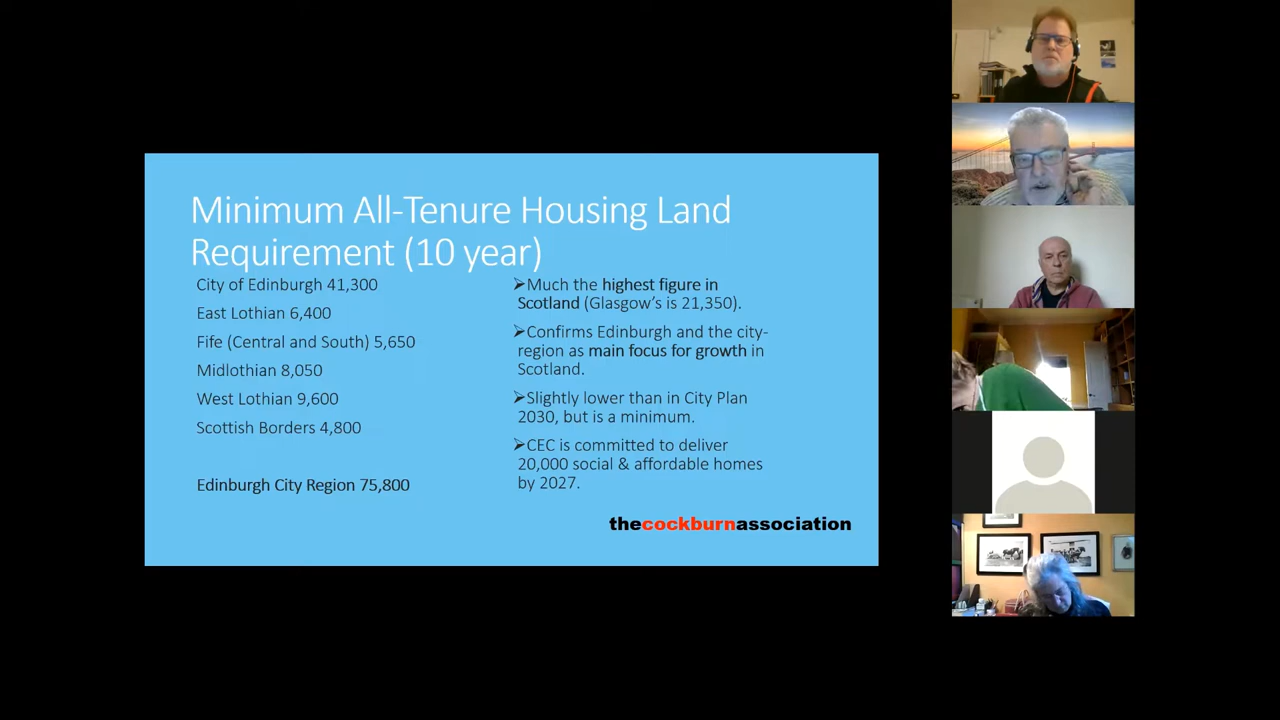 Minimum All-Tenure Housing Land
Requirement (10 year)
City of Edinburgh 41,300
East Lothian 6,400
Fife (Central and South) 5,650
Midlothian 8,050
West Lothian 9,600
Scottish Borders 4,800
Edinburgh City Region 75,800
➢Much the highest figure in
Scotland (Glasgow’s is 21,350).
➢Confirms Edinburgh and the city-
region as main focus for growth in
Scotland.
➢Slightly lower than in City Plan
2030, but is a minimum.
➢CEC is committed to deliver
20,000 social & affordable homes
by 2027.
thecockburnassociation